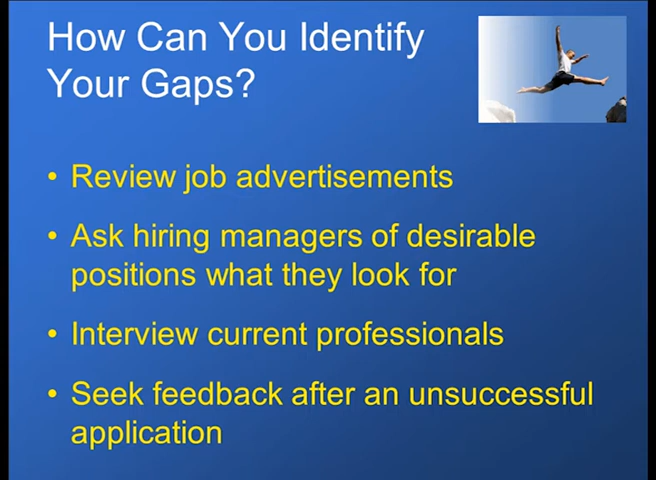 How Can You Identify
Your Gaps?
• Review job advertisements
• Ask hiring managers of desirable
positions what they look for
• Interview current professionals
• Seek feedback after an unsuccessful
application